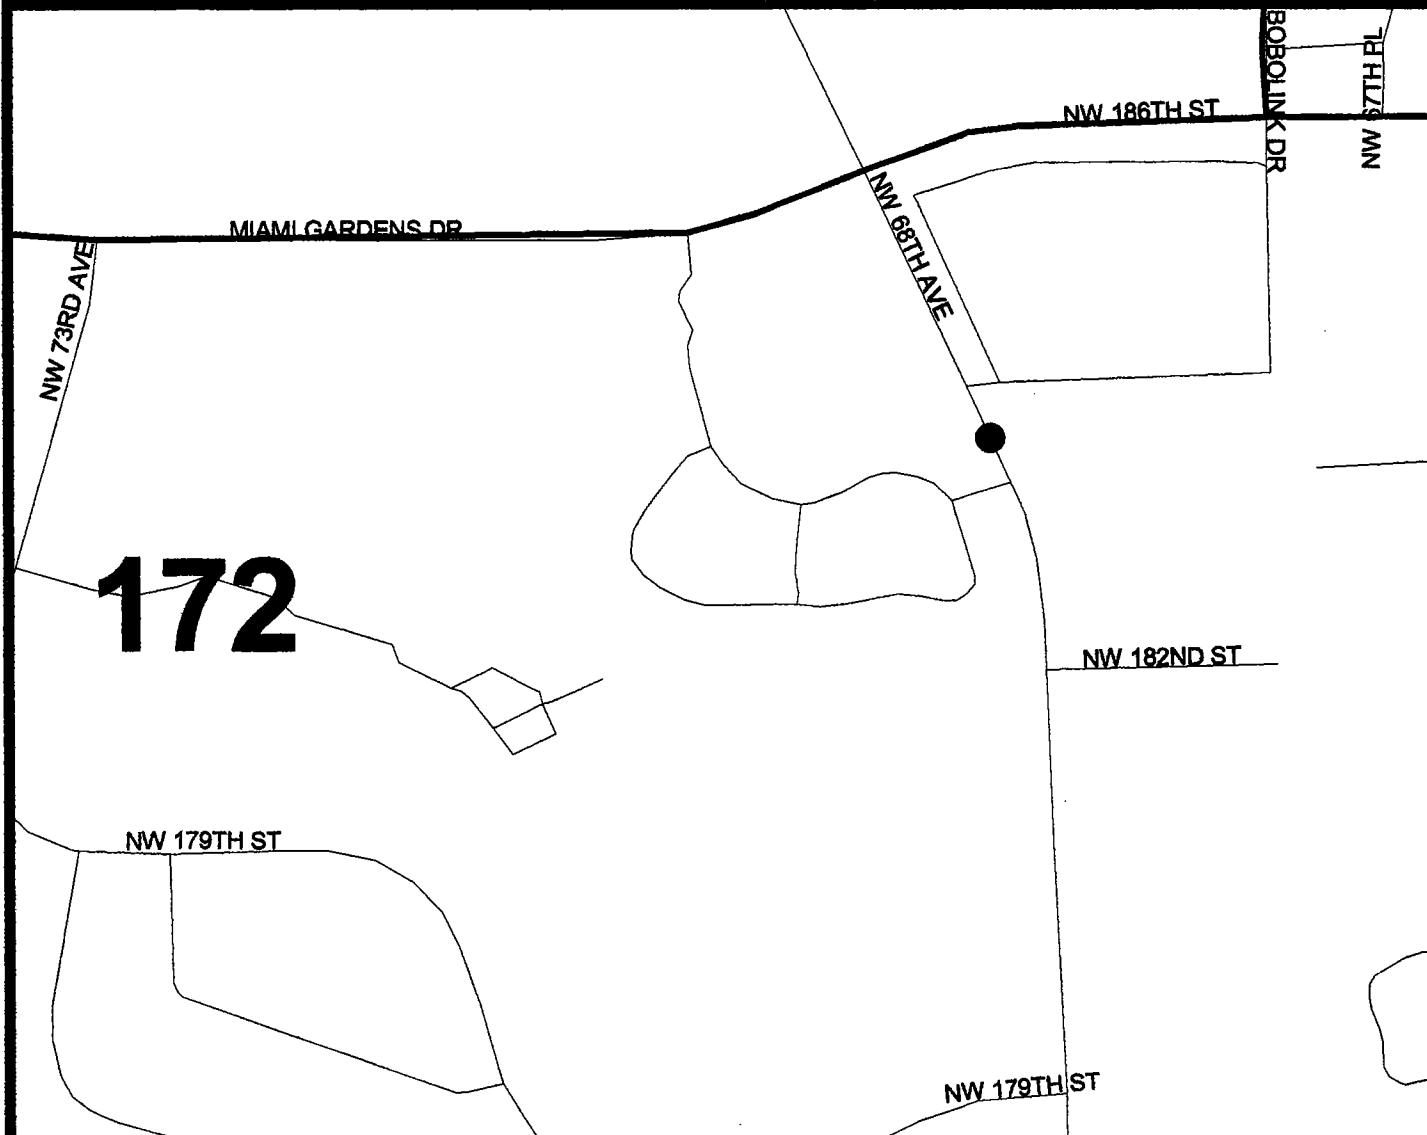 BOBOLINK DR
NW 67TH PL
NW 186TH ST
MIAMI GARDENS DR
NW 68TH AVE
NW 73RD AVE
172
NW 182ND ST
NW 179TH ST
NW 179TH ST